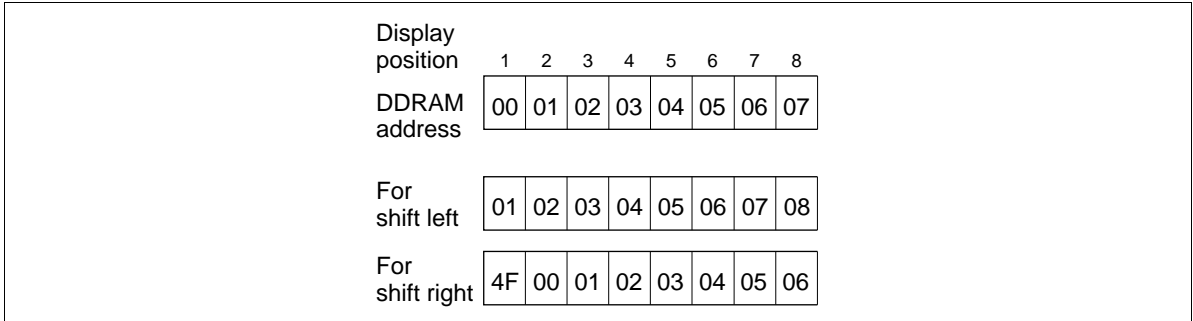 Display
position 1 2 3 4 5 6 7 8
DDRAM
address 00 01 02 03 04 05 06 07
For
shift left 01 02 03 04 05 06 07 08
For
shift right 4F 00 01 02 03 04 05 06